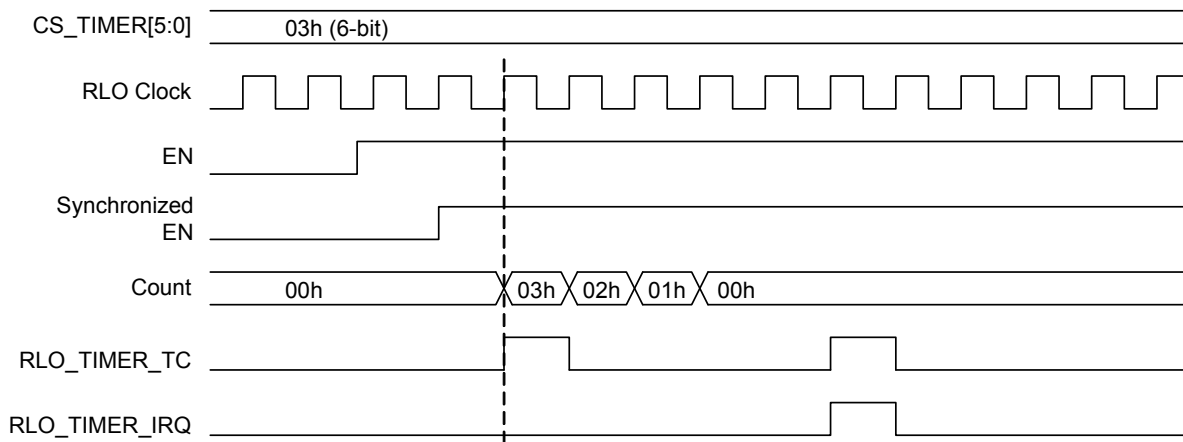 CS_TIMER[5:0]
03h (6-bit)
RLO Clock
EN
Synchronized
EN
Count
00h
03h
02h
01h
00h
RLO_TIMER_TC
RLO_TIMER_IRQ